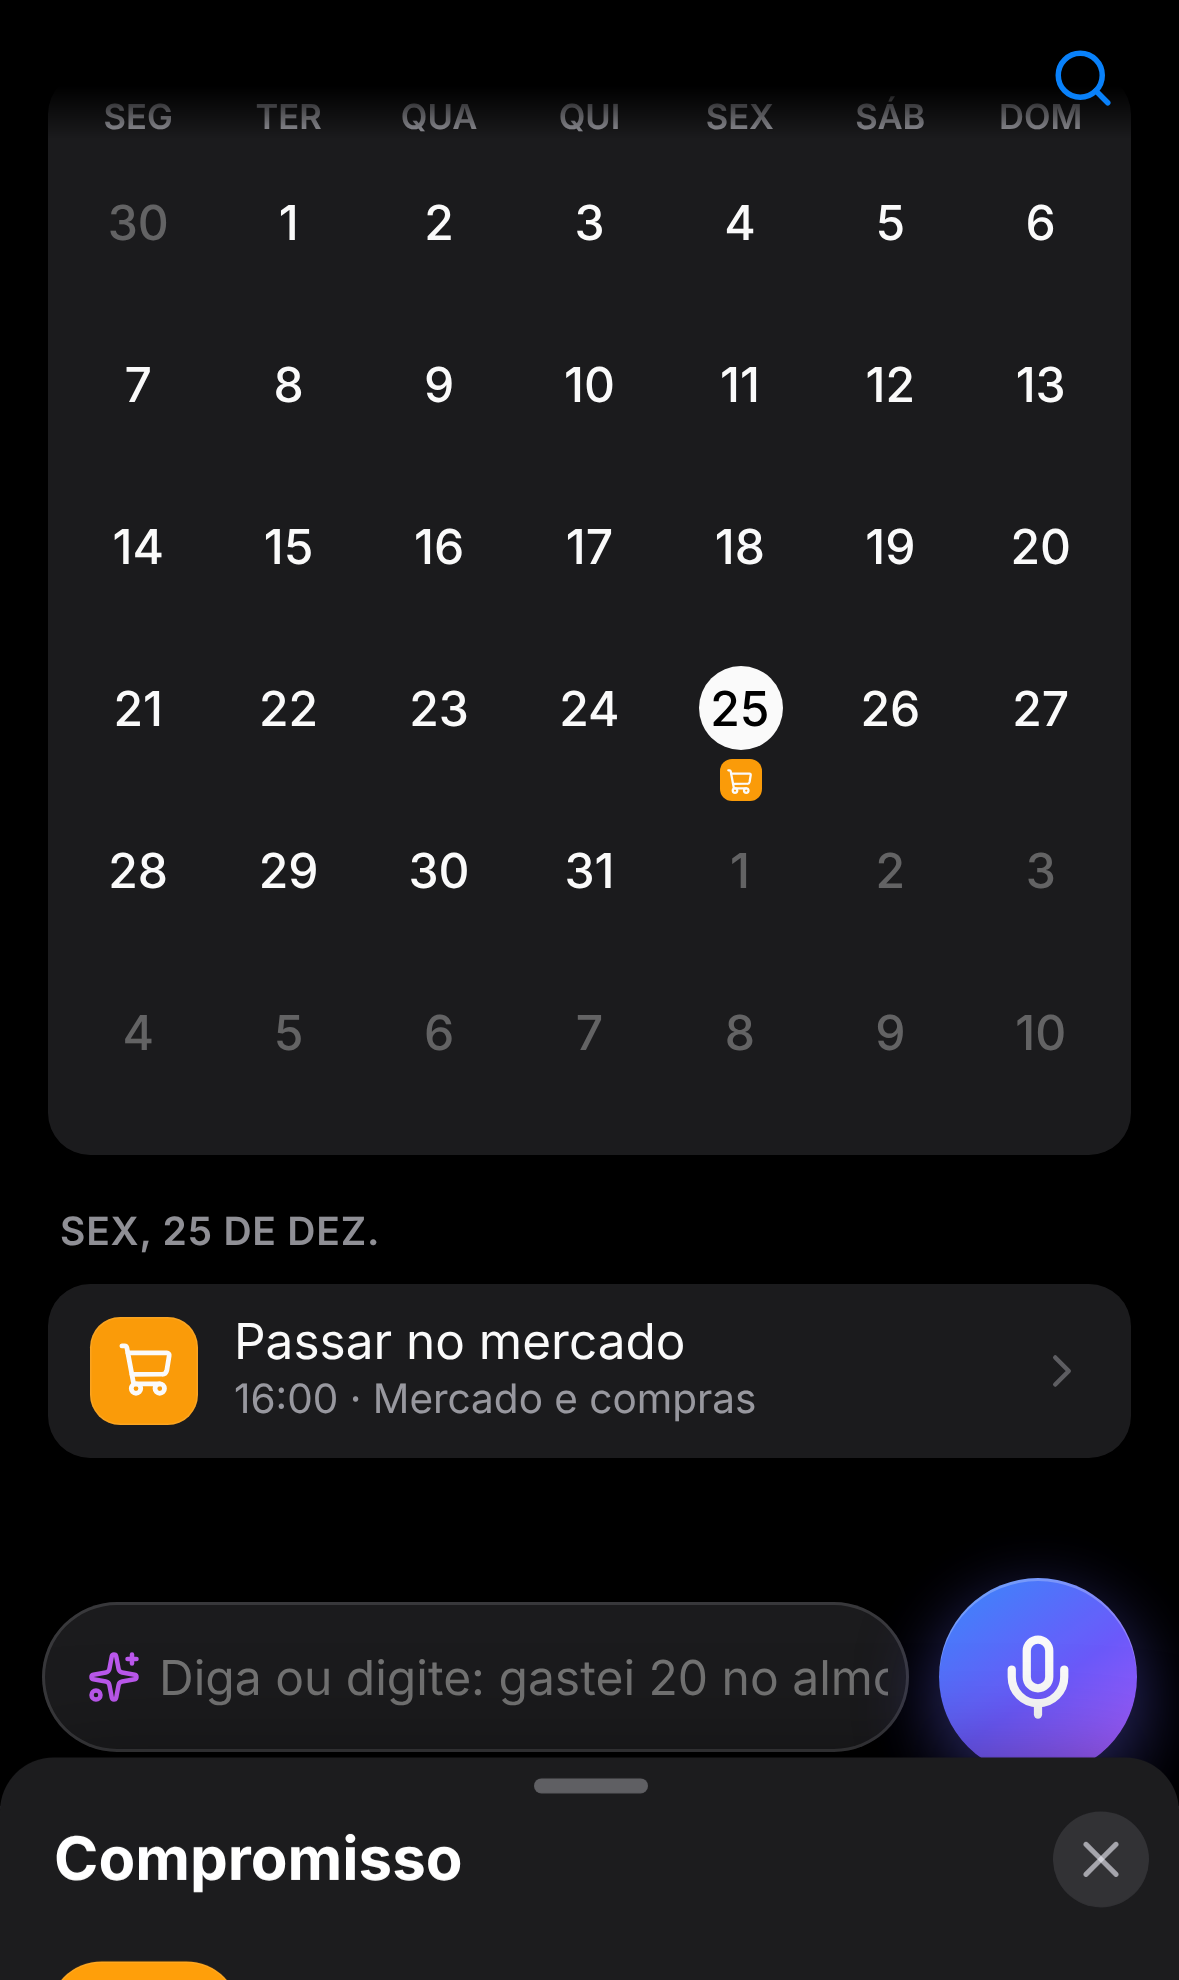 SEG TER QUA QUI SEX SÁB DOM
30 1 2 3 4 5 6
7 8 9 10 11 12 13
14 15 16 17 18 19 20
21 22 23 24 25 26 27
28 29 30 31 1 2 3
4 5 6 7 8 9 10
SEX, 25 DE DEZ.
Passar no mercado
16:00 · Mercado e compras
Diga ou digite: gastei 20 no
Compromisso